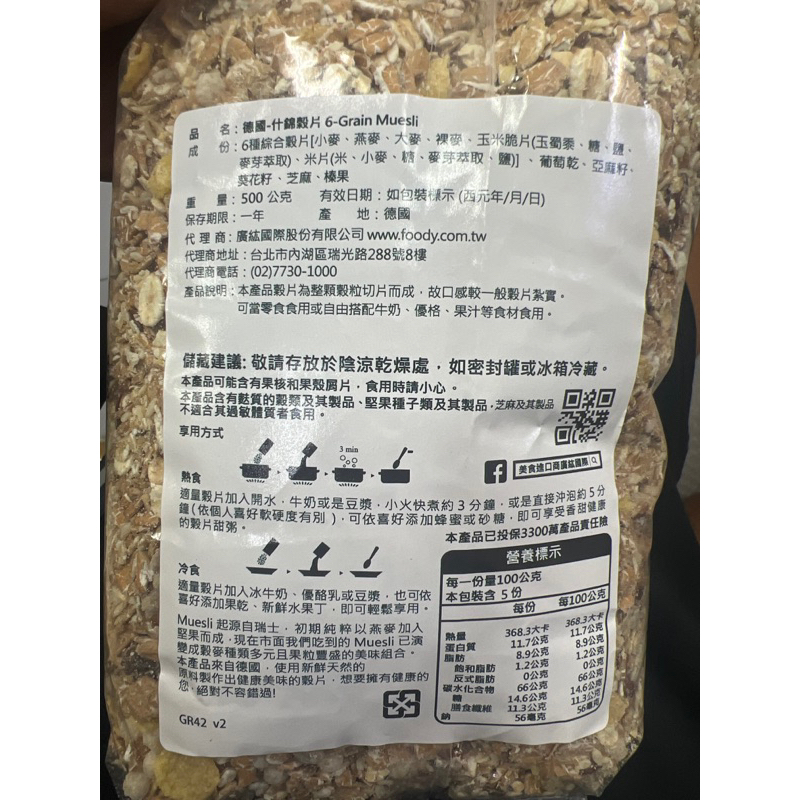 品　　名：德國-什錦穀片 6-Grain Muesli
成　　份：6種綜合穀片[小麥、燕麥、大麥、裸麥、玉米脆片(玉蜀黍、糖、鹽、
麥芽萃取)、米片(米、小麥、糖、麥芽萃取、鹽)]、葡萄乾、亞麻籽、
葵花籽、芝麻、榛果
重　　量：500 公克　　有效日期：如包裝標示 (西元年/月/日)
保存期限：一年　　產　　地：德國
代 理 商：廣紘國際股份有限公司 www.foody.com.tw
代理商地址：台北市內湖區瑞光路288號8樓
代理商電話：(02)7730-1000
產品說明：本產品穀片為整顆穀粒切片而成，故口感較一般穀片紮實。
可當零食食用或自由搭配牛奶、優格、果汁等食材食用。
儲藏建議: 敬請存放於陰涼乾燥處，如密封罐或冰箱冷藏。
本產品可能含有果核和果殼屑片，食用時請小心。
本產品含有麩質的穀類及其製品、堅果種子類及其製品、芝麻及其製品
不適合其過敏體質者食用。
享用方式
3 min
美食進口商廣紘國際
熱食
適量穀片加入開水，牛奶或是豆漿，小火快煮約 3 分鐘，或是直接沖泡約 5 分
鐘 (依個人喜好軟硬度有別 )，可依喜好添加蜂蜜或砂糖，即可享受香甜健康
的穀片甜粥。
本產品已投保3300萬產品責任險
冷食
適量穀片加入冰牛奶、優酪乳或豆漿，也可依
喜好添加果乾、新鮮水果丁，即可輕鬆享用。
Muesli 起源自瑞士，初期純粹以燕麥加入
堅果而成，現在市面我們吃到的 Muesli 已演
變成穀麥種類多元且果粒豐盛的美味組合。
本產品來自德國，使用新鮮天然的
原料製作出健康美味的穀片，想要擁有健康的
您，絕對不容錯過!
GR42 v2
營養標示
每一份量100公克
本包裝含 5 份
每份　每100公克
熱量　368.3大卡　368.3大卡
蛋白質　11.7公克　11.7公克
脂肪　8.9公克　8.9公克
飽和脂肪　1.2公克　1.2公克
反式脂肪　0公克　0公克
碳水化合物　66公克　66公克
糖　14.6公克　14.6公克
膳食纖維　11.3公克　11.3公克
鈉　56毫克　56毫克